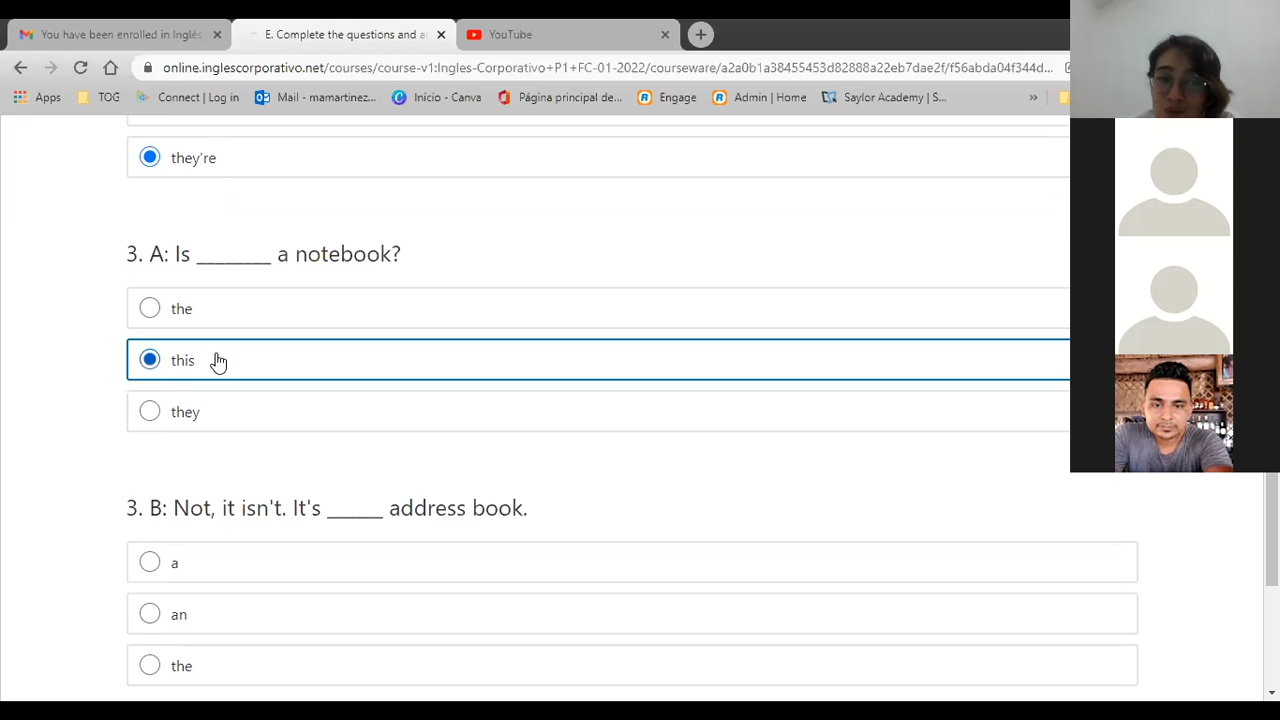 You have been enrolled in Inglés
E. Complete the questions and a
YouTube
online.inglescorporativo.net/courses/course-v1:Ingles-Corporativo+P1+FC-01-2022/courseware/a2a0b1a38455453d82888a22eb7dae2f/f56abda04f344d...
Apps
TOG
Connect | Log in
Mail - mamartinez...
Inicio - Canva
Página principal de...
Engage
Admin | Home
Saylor Academy | S...
»
they're
3. A: Is ________ a notebook?
the
this
they
3. B: Not, it isn't. It's ______ address book.
a
an
the